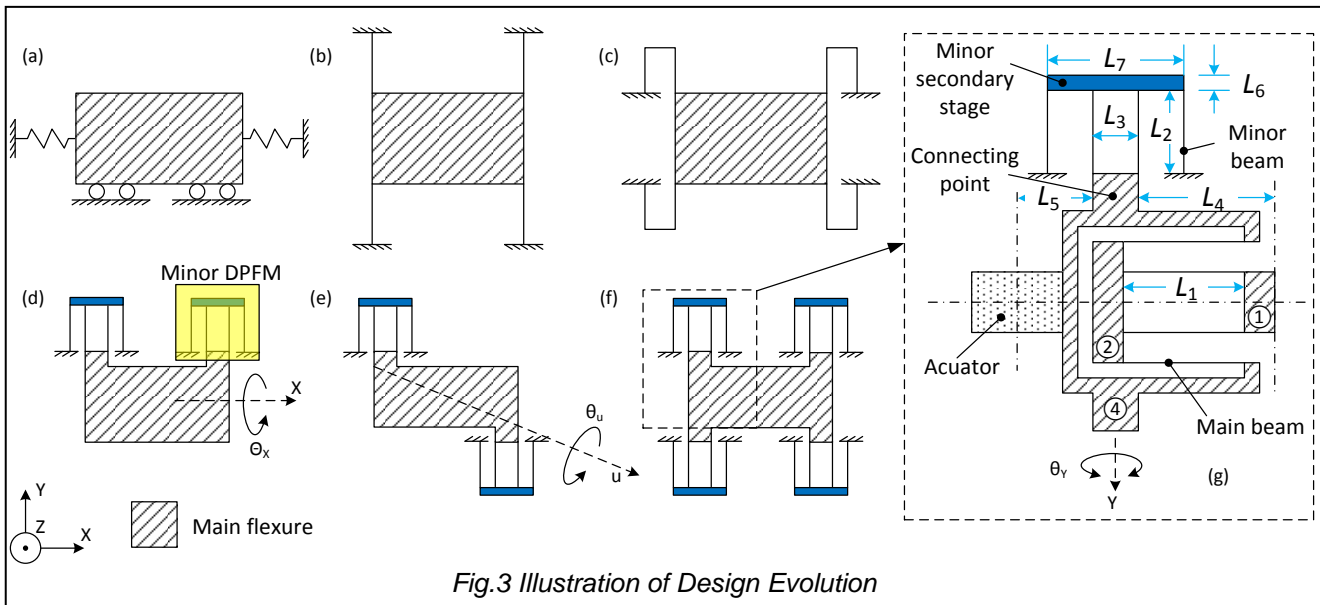 (a)
(b)
(c)
Minor
secondary
stage
L7
L6
L3
L2
Minor
beam
Connecting
point
L5
L4
Minor DPFM
(d)
(e)
(f)
X
Θx
θu
u
L1
1
2
Acuator
4
Main beam
θY
Y
(g)
Y
Z
X
Main flexure
Fig.3 Illustration of Design Evolution